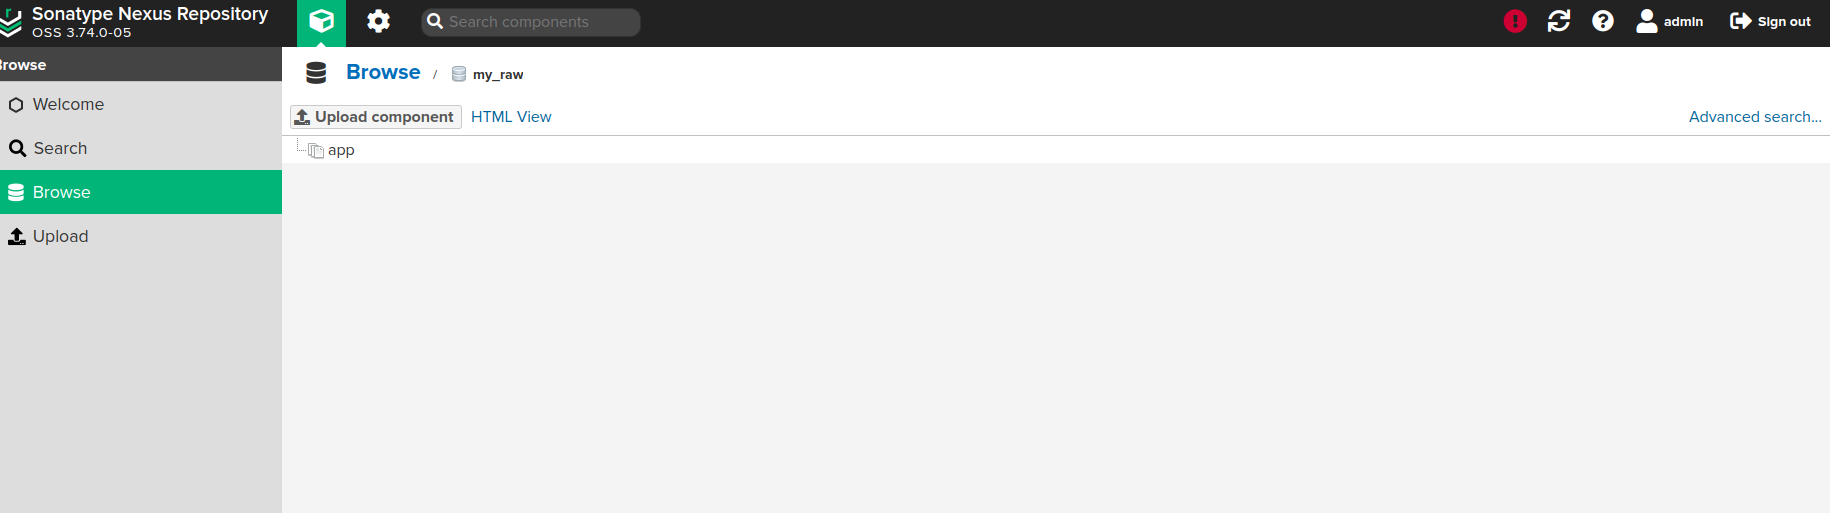 Sonatype Nexus Repository
OSS 3.74.0-05
Search components
admin
Sign out
Browse
Browse / my_raw
Welcome
Upload component
HTML View
Advanced search...
Search
app
Browse
Upload